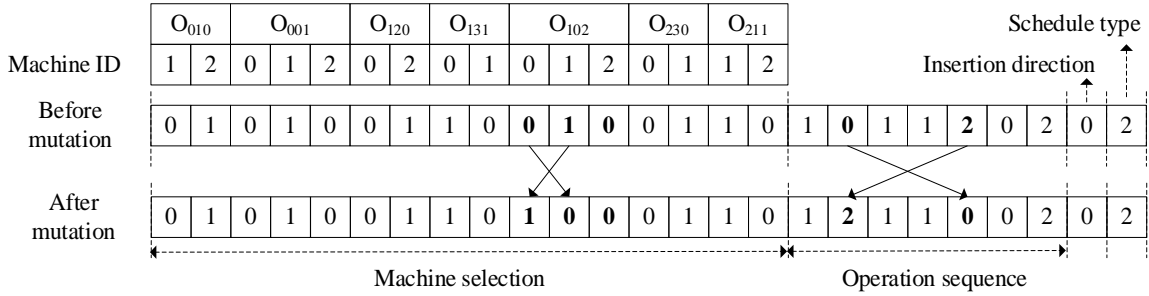 O010 O001 O120 O131 O102 O230 O211 Schedule type
Machine ID 1 2 0 1 2 0 2 0 1 0 1 2 0 1 1 2 Insertion direction
Before mutation 0 1 0 1 0 0 1 1 0 0 1 0 0 1 1 0 1 0 1 1 2 0 2 0 2
After mutation 0 1 0 1 0 0 1 1 0 1 0 0 0 1 1 0 1 2 1 1 0 0 2 0 2
Machine selection Operation sequence